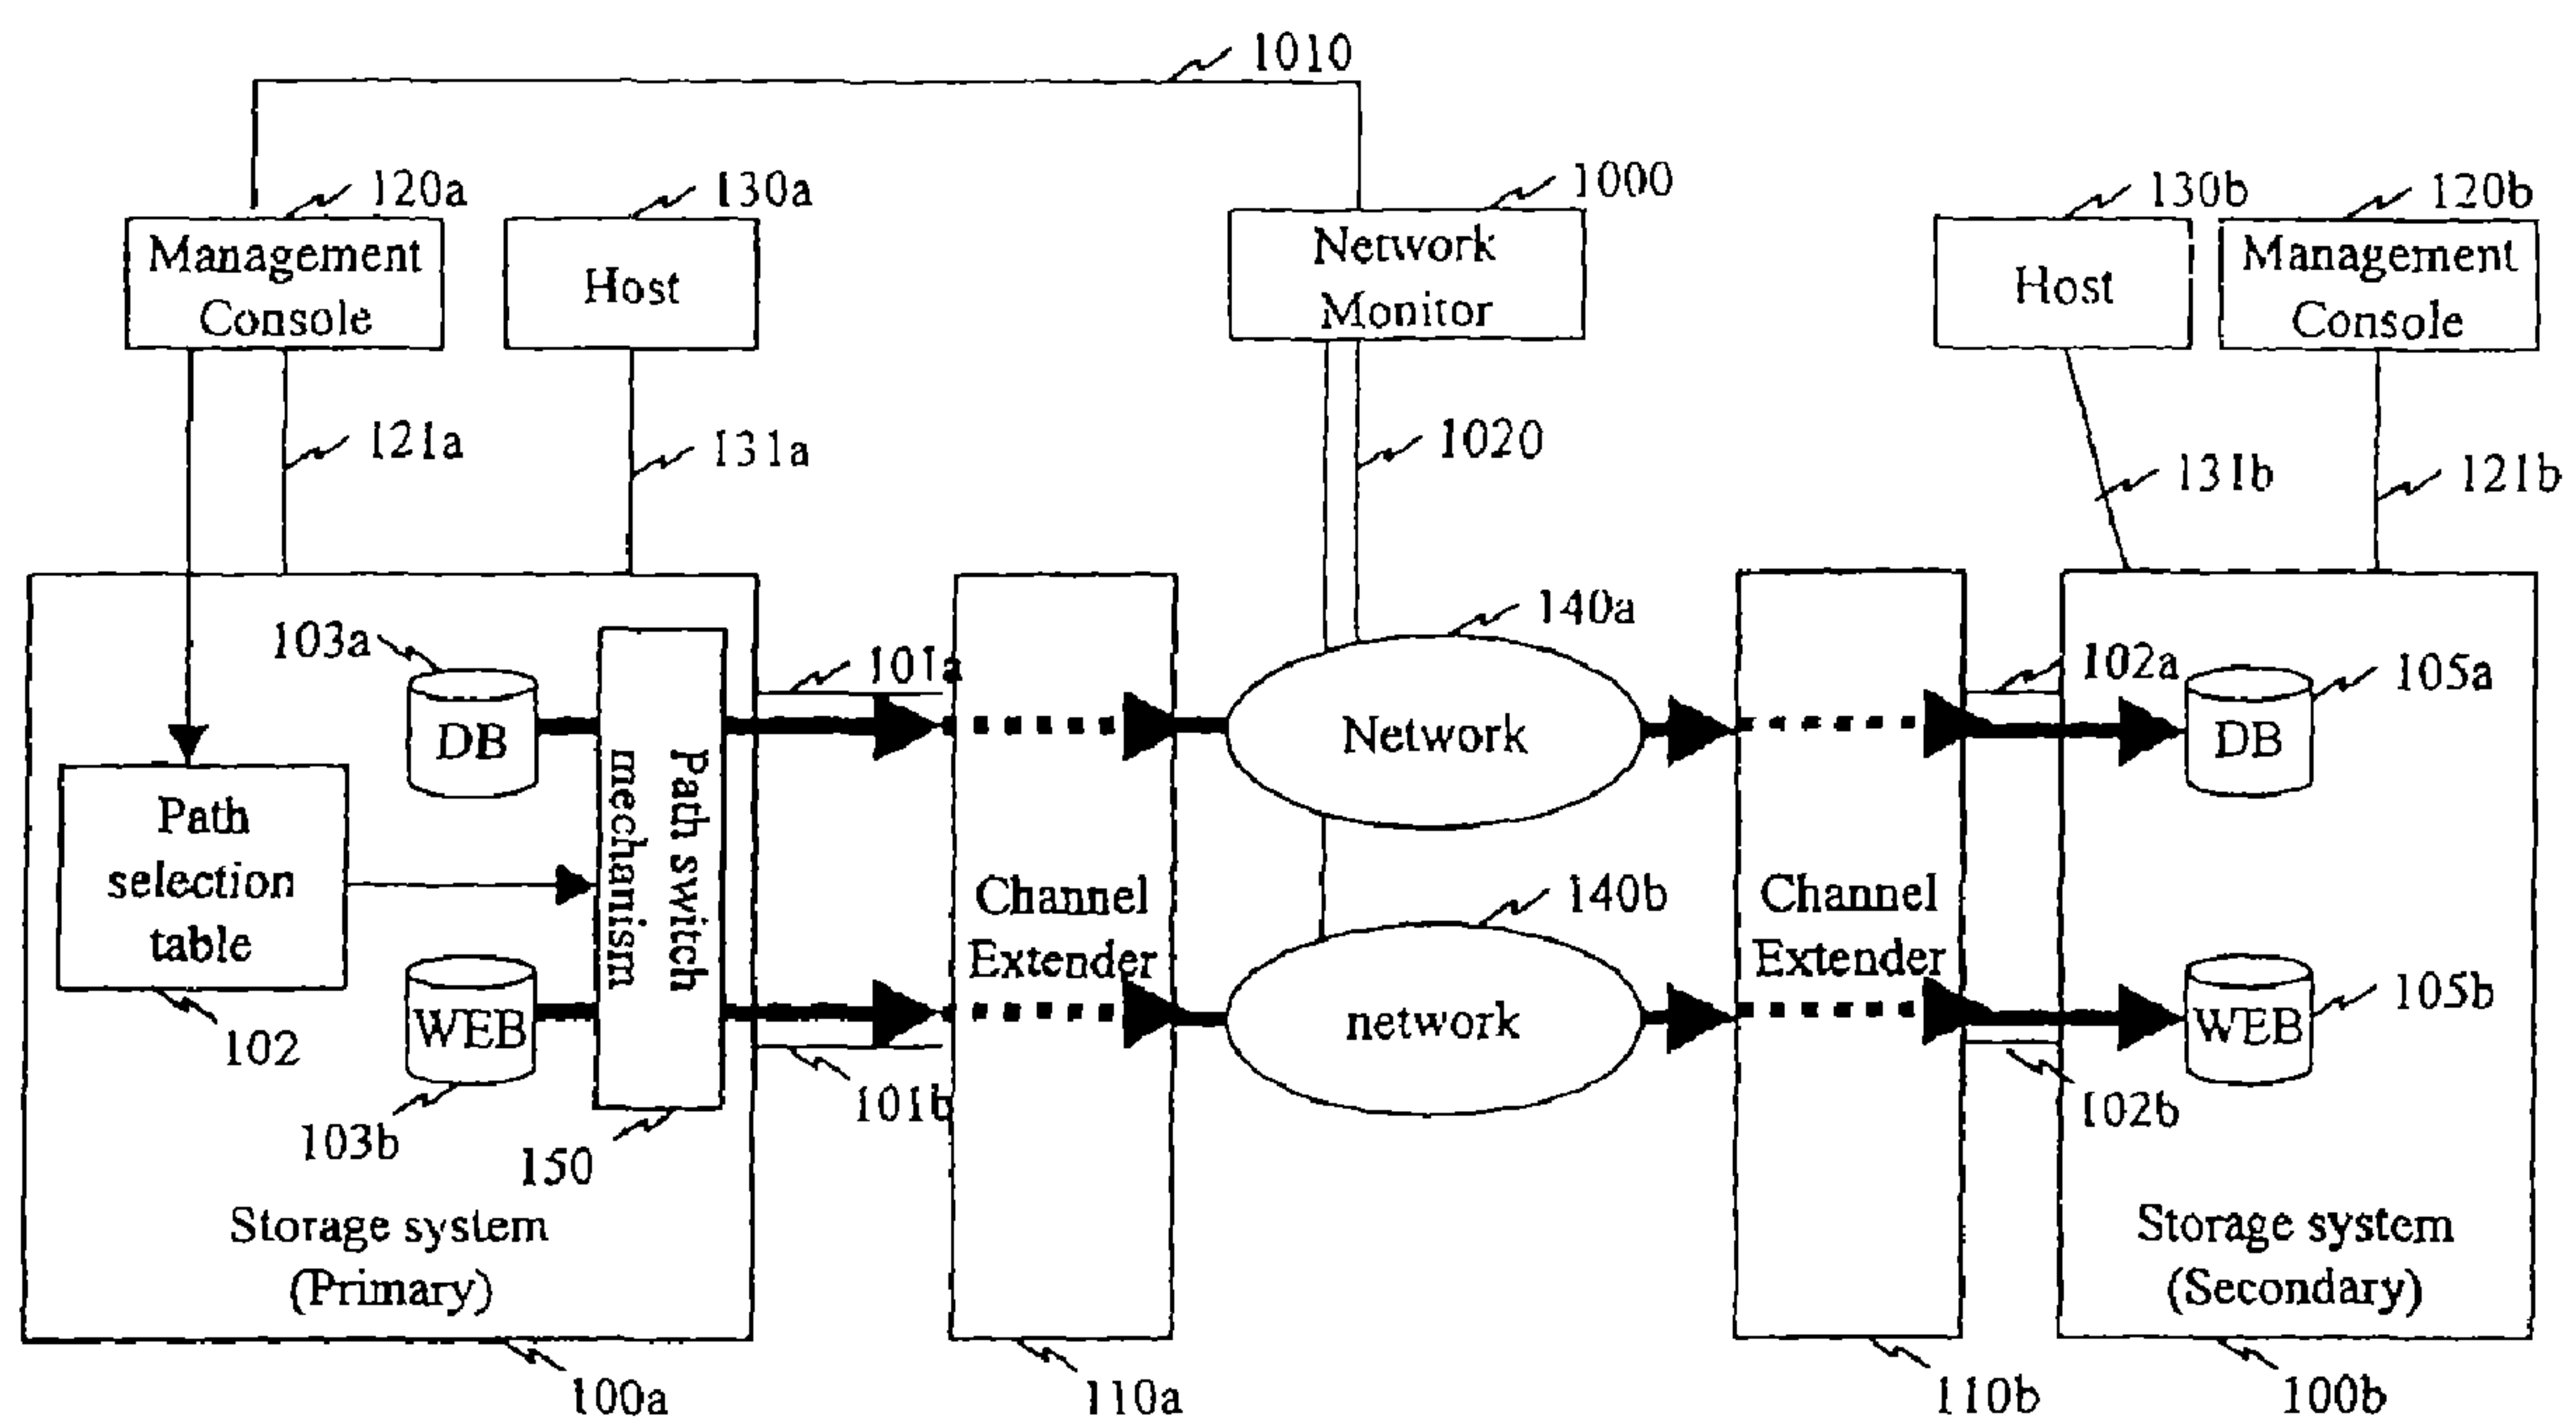 1010
120a
130a
1000
130b
120b
Management
Console
Host
Network
Monitor
Host
Management
Console
121a
131a
1020
131b
121b
103a
101a
140a
102a
105a
DB
Path switch
mechanism
Network
DB
Path
selection
table
Channel
Extender
140b
Channel
Extender
102
WEB
network
WEB
105b
103b
150
101b
102b
Storage system
(Primary)
Storage system
(Secondary)
100a
110a
110b
100b